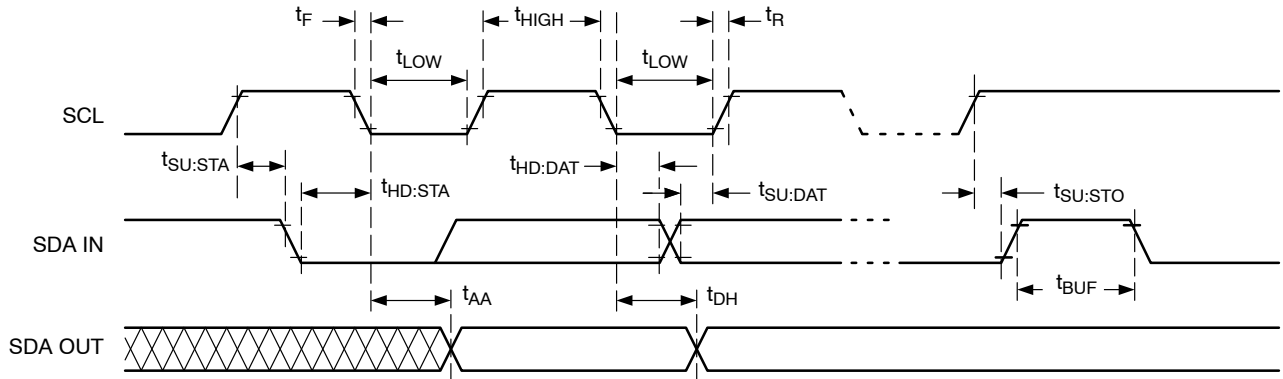 tF
tHIGH
tR
tLOW
tLOW
SCL
tSU:STA
tHD:STA
tHD:DAT
tSU:DAT
tSU:STO
SDA IN
tBUF
tAA
tDH
SDA OUT